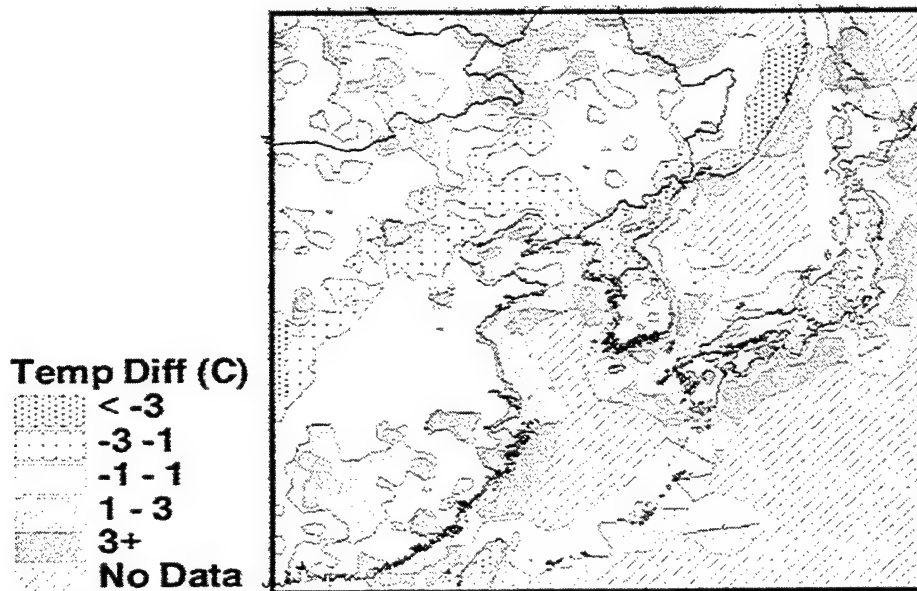 Temp Diff (C)
< -3
-3 -1
-1 - 1
1 - 3
3+
No Data